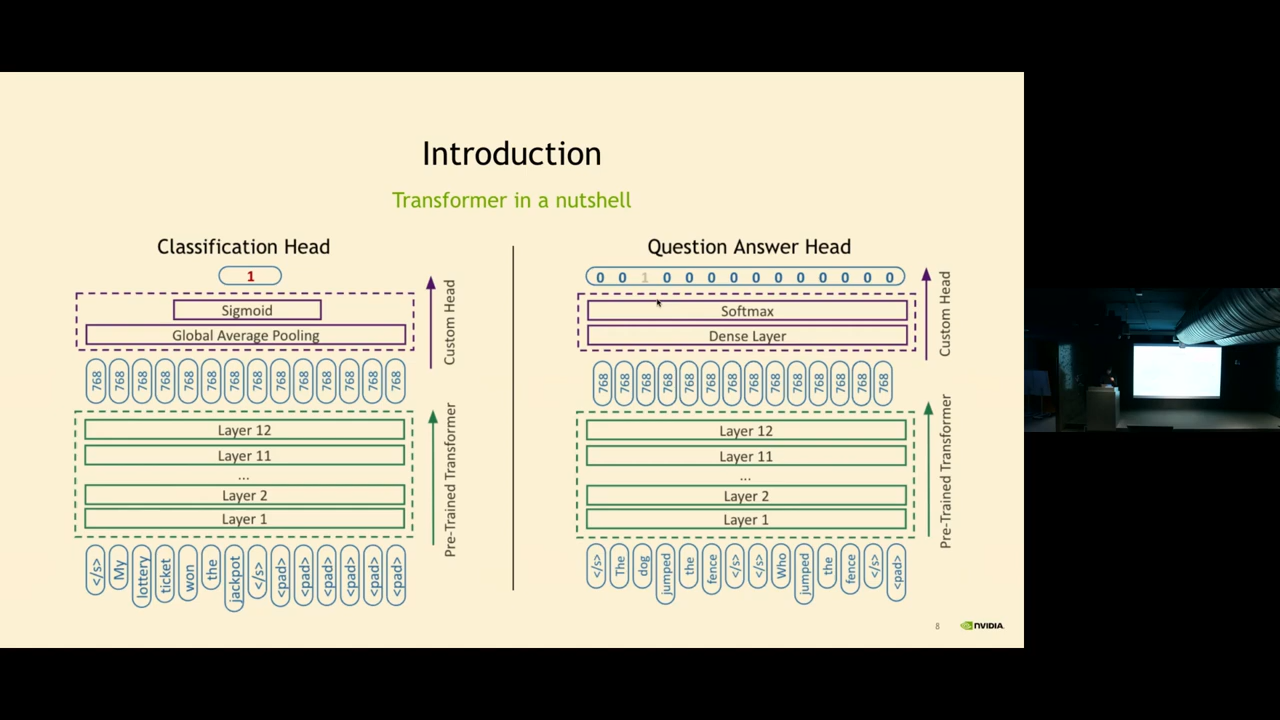 Introduction
Transformer in a nutshell
Classification Head
1
Sigmoid
Global Average Pooling
Custom Head
768 768 768 768 768 768 768 768 768 768 768 768 768 768
Layer 12
Layer 11
...
Layer 2
Layer 1
Pre-Trained Transformer
</s> My lottery ticket won the jackpot </s> <pad> <pad> <pad> <pad> <pad> <pad>
Question Answer Head
0 0 1 0 0 0 0 0 0 0 0 0 0 0
Softmax
Dense Layer
Custom Head
768 768 768 768 768 768 768 768 768 768 768 768 768 768
Layer 12
Layer 11
...
Layer 2
Layer 1
Pre-Trained Transformer
</s> The dog jumped the fence </s> </s> Who jumped the fence </s> <pad>
8
NVIDIA.